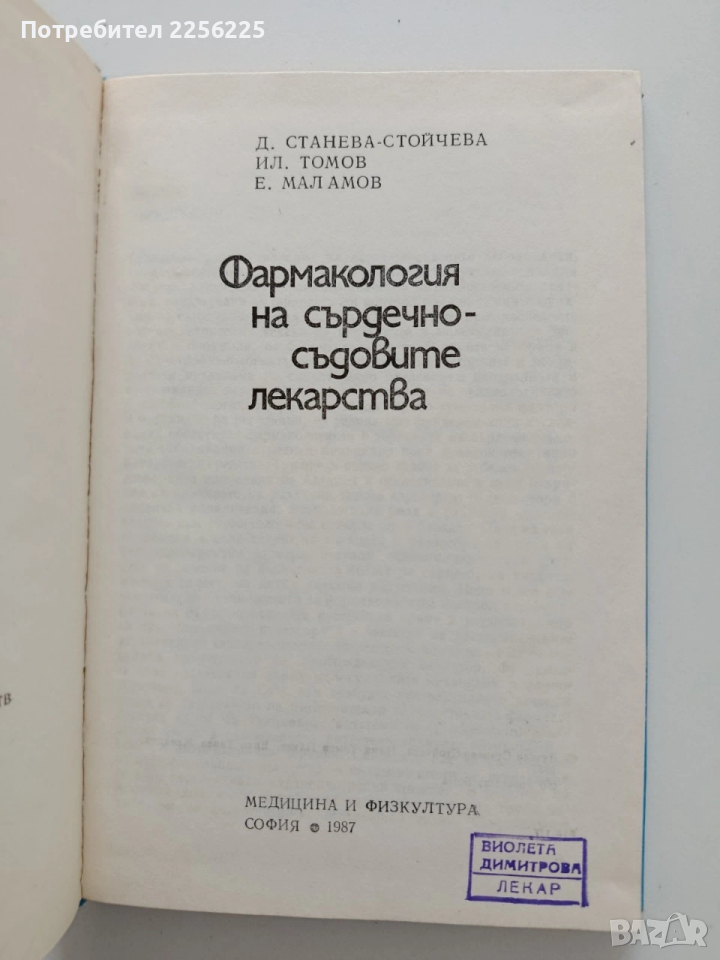 Потребител 2256225
Д. СТАНЕВА-СТОЙЧЕВА
ИЛ. ТОМОВ
Е. МАЛАМОВ
Фармакология
на сърдечно-
съдовите
лекарства
МЕДИЦИНА И ФИЗКУЛТУРА
СОФИЯ 1987
ВИОЛЕТА
ДИМИТРОВА
ЛЕКАР
BAZAR